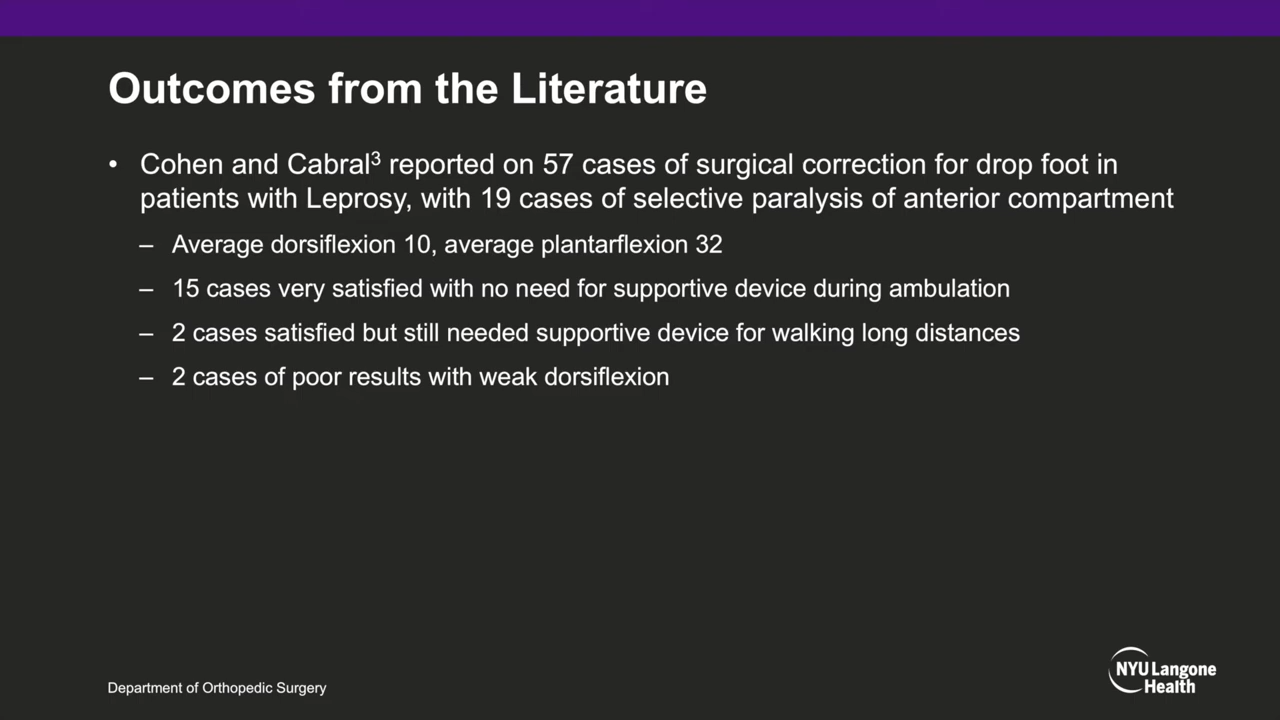 Outcomes from the Literature
• Cohen and Cabral³ reported on 57 cases of surgical correction for drop foot in
patients with Leprosy, with 19 cases of selective paralysis of anterior compartment
– Average dorsiflexion 10, average plantarflexion 32
– 15 cases very satisfied with no need for supportive device during ambulation
– 2 cases satisfied but still needed supportive device for walking long distances
– 2 cases of poor results with weak dorsiflexion
Department of Orthopedic Surgery
NYU Langone
Health